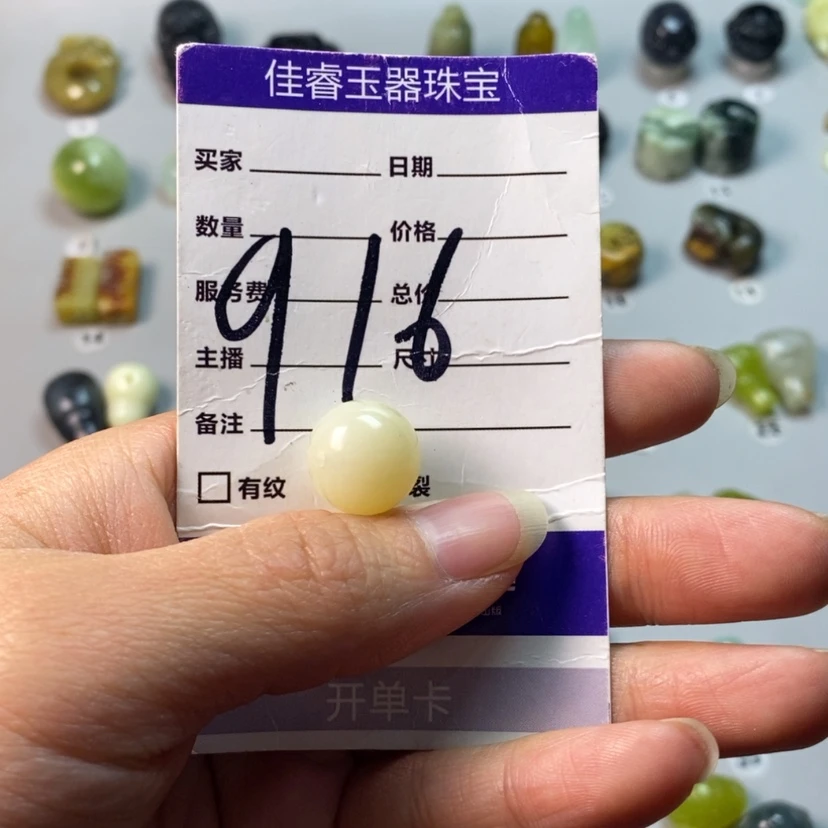 佳睿玉器珠宝
买家 日期
数量 价格
服务费 总价
主播 尺寸
备注
916
有纹 裂
开单卡